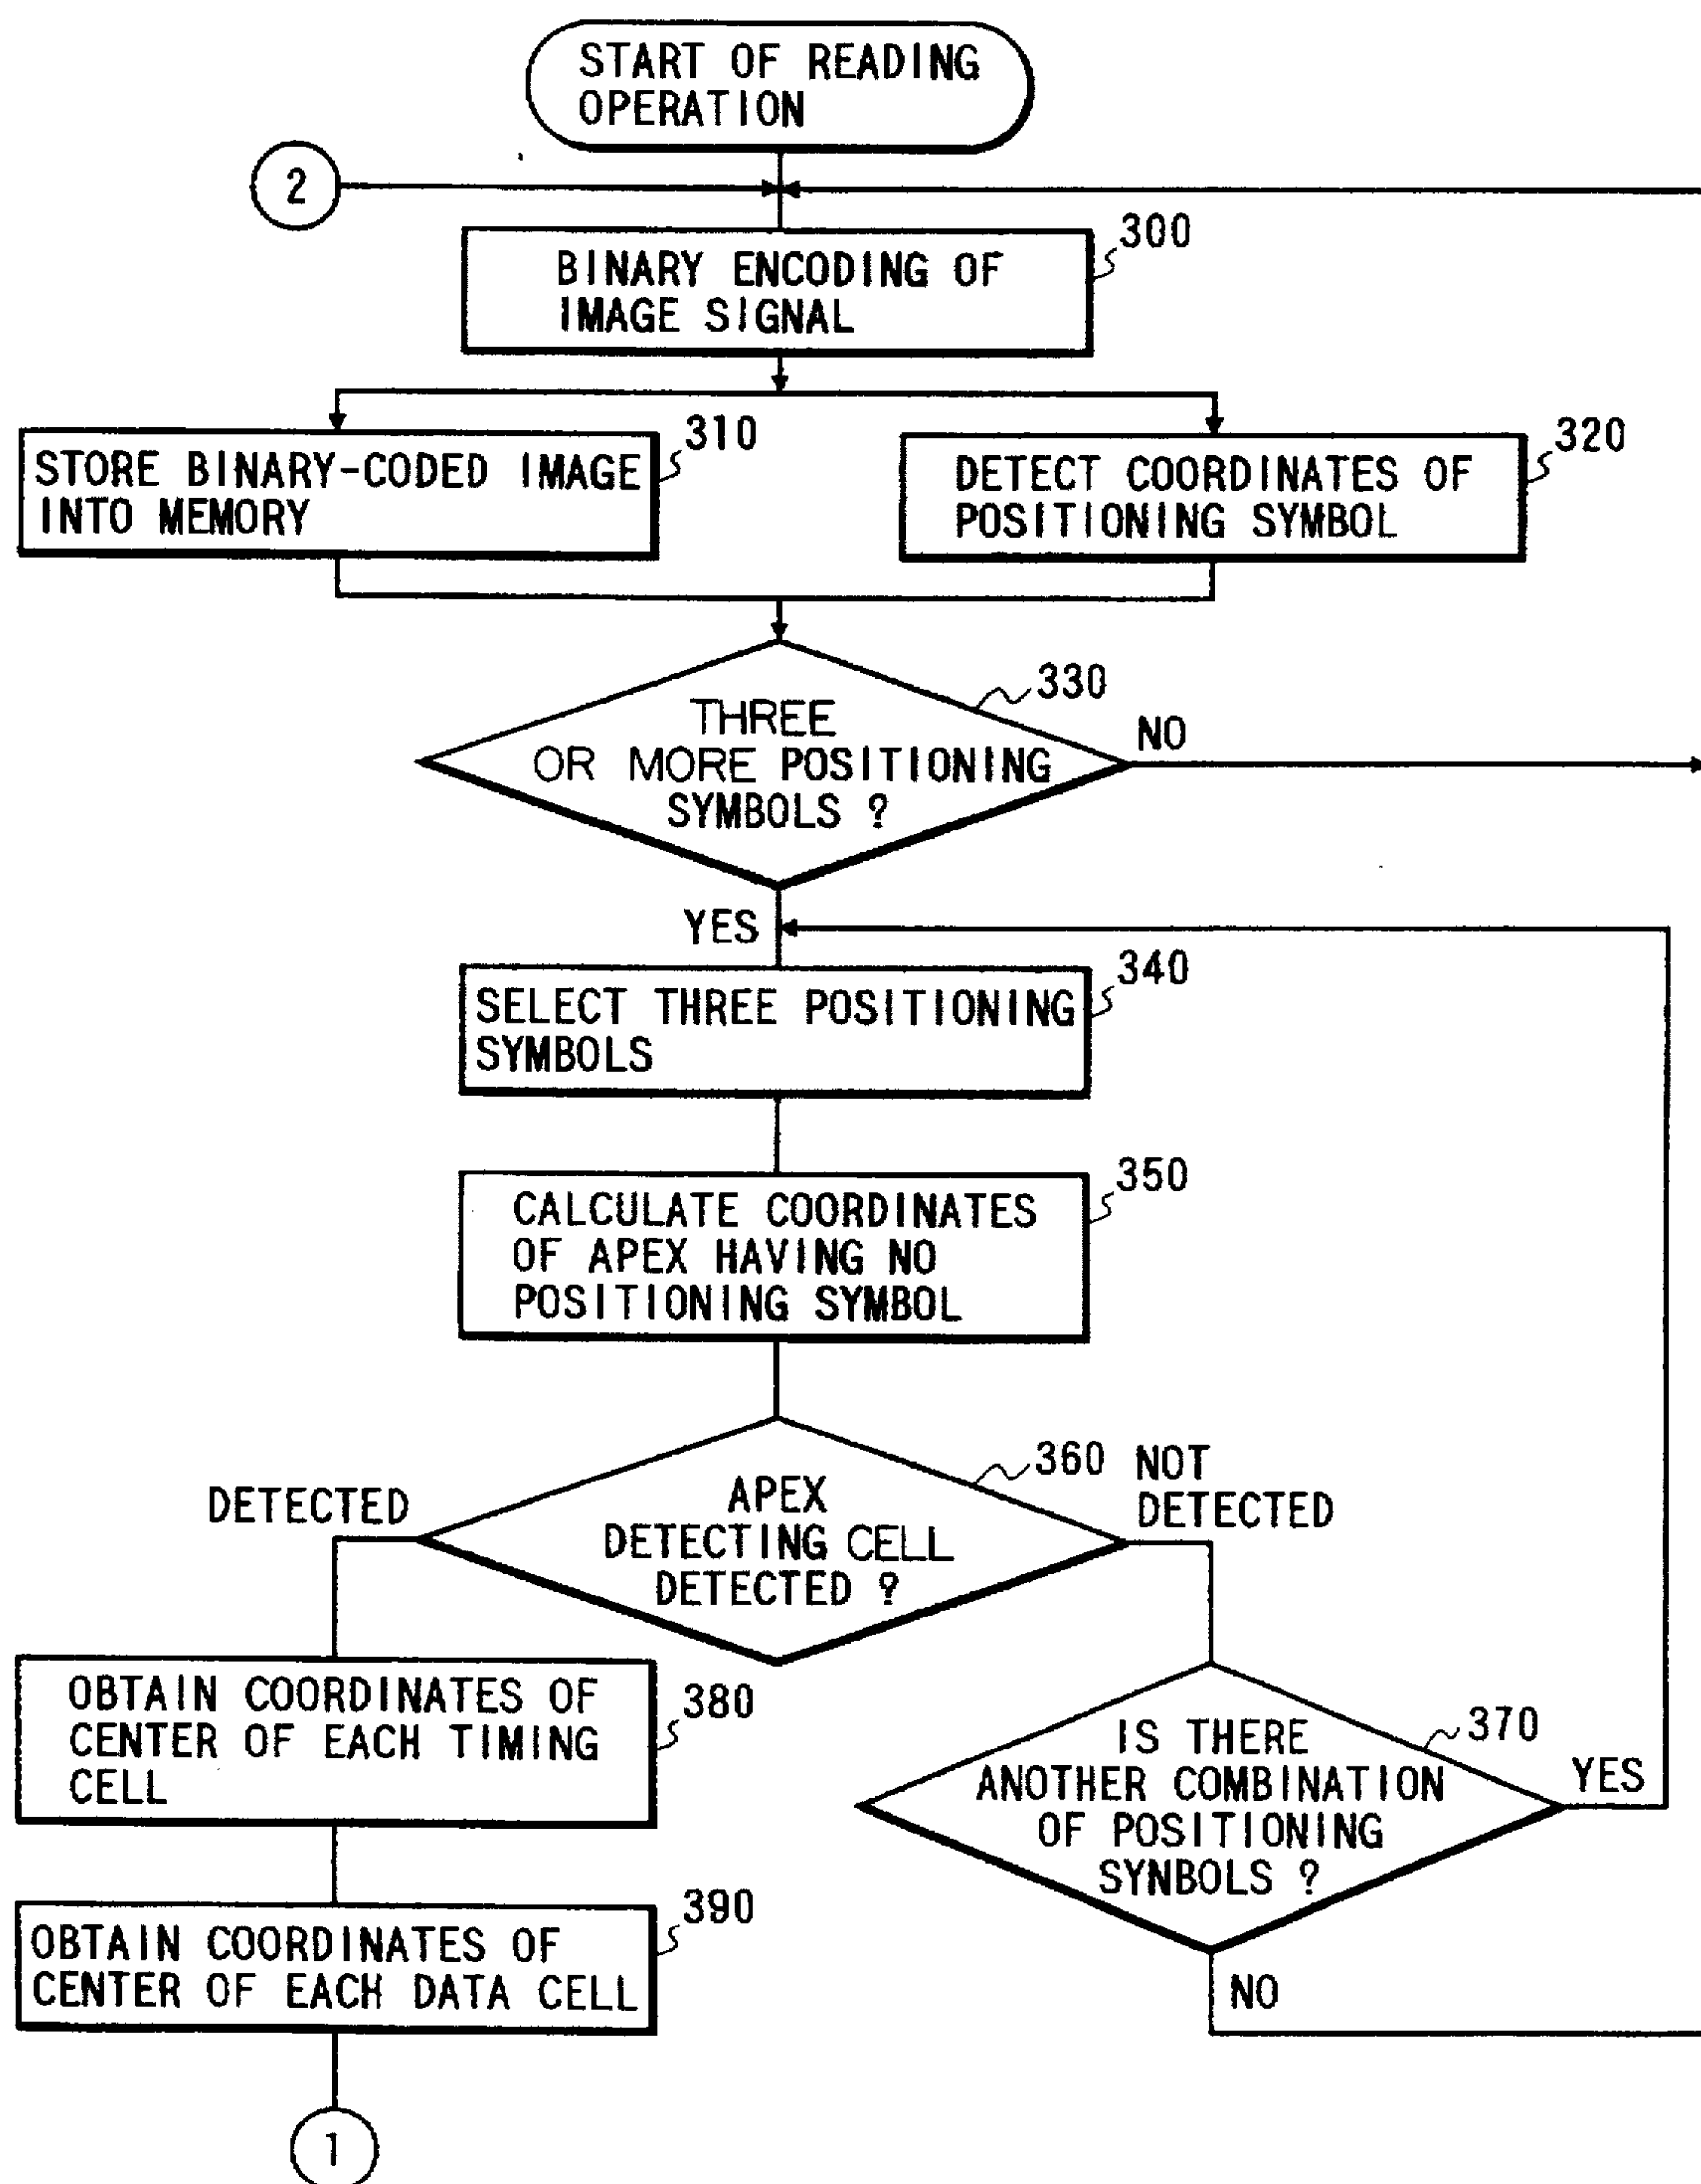 START OF READING
OPERATION
2
300
BINARY ENCODING OF
IMAGE SIGNAL
310
STORE BINARY-CODED IMAGE
INTO MEMORY
320
DETECT COORDINATES OF
POSITIONING SYMBOL
330
THREE
OR MORE POSITIONING
SYMBOLS ?
NO
YES
340
SELECT THREE POSITIONING
SYMBOLS
350
CALCULATE COORDINATES
OF APEX HAVING NO
POSITIONING SYMBOL
360
APEX
DETECTING CELL
DETECTED ?
DETECTED
NOT
DETECTED
380
OBTAIN COORDINATES OF
CENTER OF EACH TIMING
CELL
370
IS THERE
ANOTHER COMBINATION
OF POSITIONING
SYNBOLS ?
YES
390
OBTAIN COORDINATES OF
CENTER OF EACH DATA CELL
NO
1